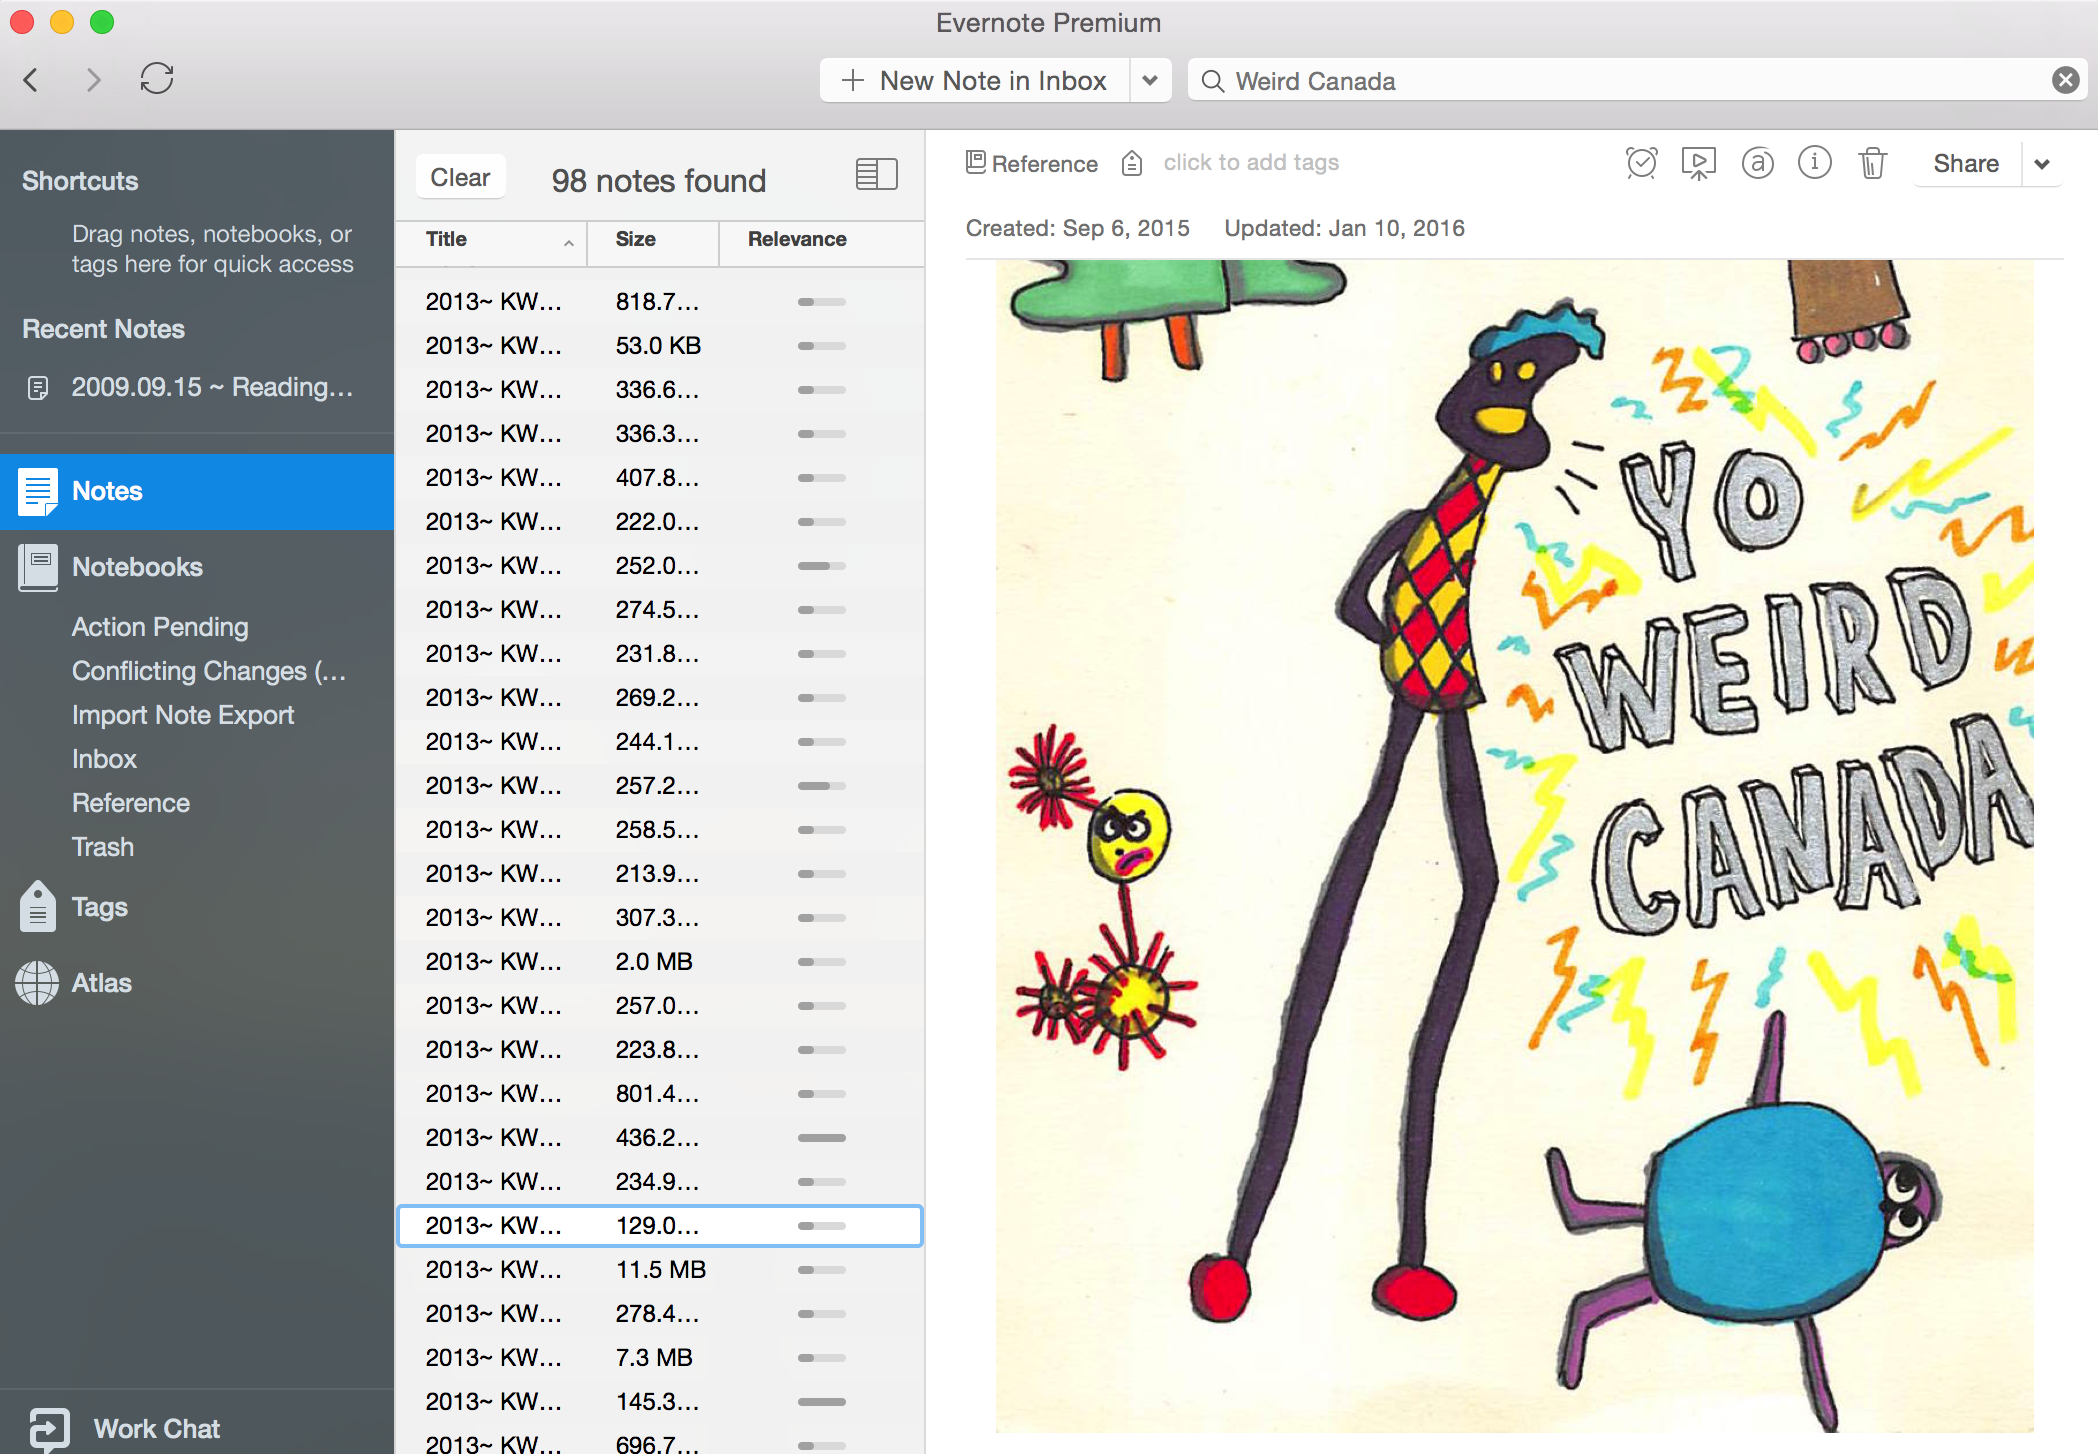 Evernote Premium
New Note in Inbox
Weird Canada
Shortcuts
Drag notes, notebooks, or
tags here for quick access
Recent Notes
2009.09.15 ~ Reading...
Notes
Notebooks
Action Pending
Conflicting Changes (...
Import Note Export
Inbox
Reference
Trash
Tags
Atlas
Work Chat
Clear 98 notes found
Title Size Relevance
2013~ KW... 818.7...
2013~ KW... 53.0 KB
2013~ KW... 336.6...
2013~ KW... 336.3...
2013~ KW... 407.8...
2013~ KW... 222.0...
2013~ KW... 252.0...
2013~ KW... 274.5...
2013~ KW... 231.8...
2013~ KW... 269.2...
2013~ KW... 244.1...
2013~ KW... 257.2...
2013~ KW... 258.5...
2013~ KW... 213.9...
2013~ KW... 307.3...
2013~ KW... 2.0 MB
2013~ KW... 257.0...
2013~ KW... 223.8...
2013~ KW... 801.4...
2013~ KW... 436.2...
2013~ KW... 234.9...
2013~ KW... 129.0...
2013~ KW... 11.5 MB
2013~ KW... 278.4...
2013~ KW... 7.3 MB
2013~ KW... 145.3...
2013~ KW... 696.7...
Reference click to add tags
Share
Created: Sep 6, 2015 Updated: Jan 10, 2016
YO
WEIRD
CANADA